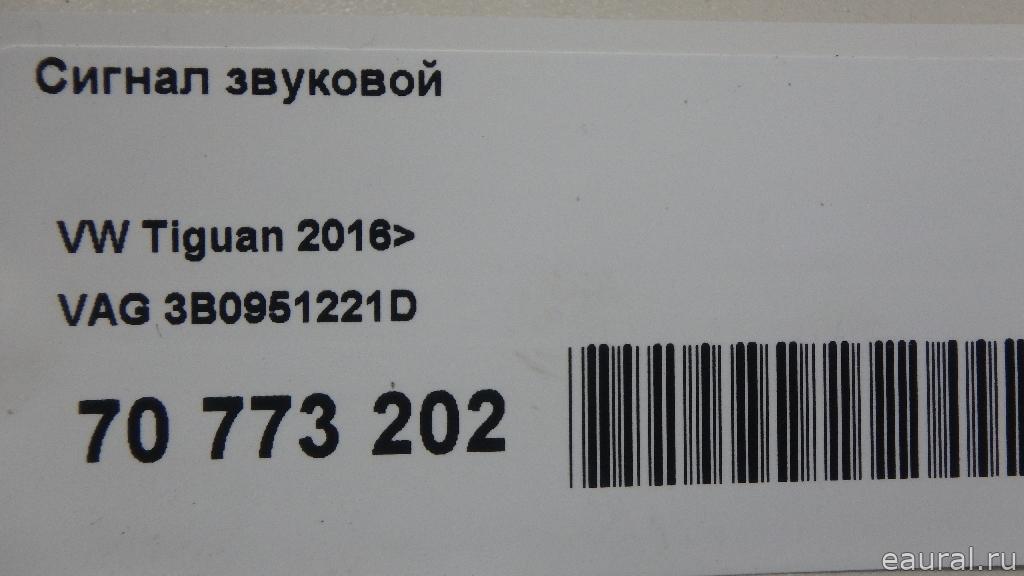 Сигнал звуковой
VW Tiguan 2016>
VAG 3B0951221D
70 773 202
eaural.ru